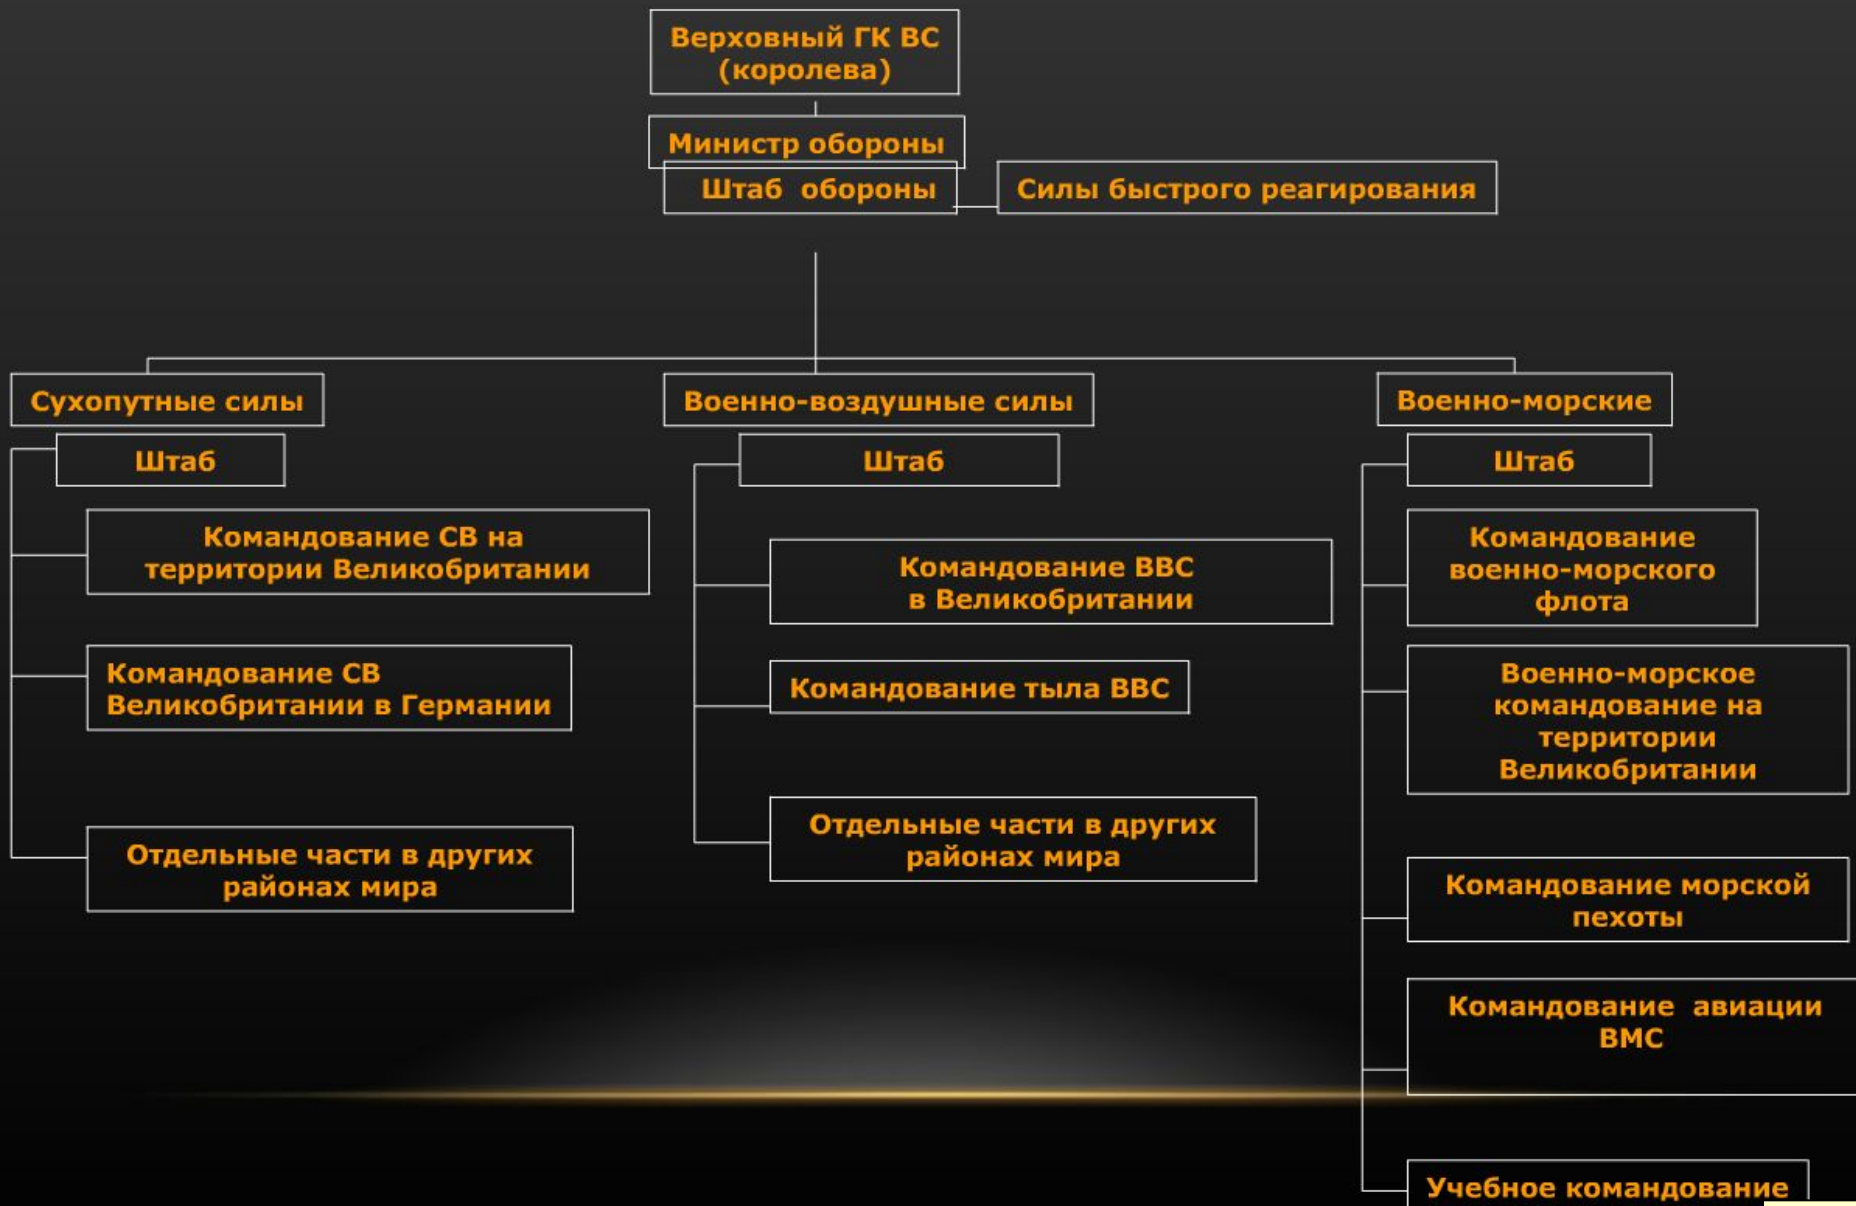 Верховный ГК ВС
(королева)
Министр обороны
Штаб обороны
Силы быстрого реагирования
Сухопутные силы
Штаб
Командование СВ на
территории Великобритании
Командование СВ
Великобритании в Германии
Отдельные части в других
районах мира
Военно-воздушные силы
Штаб
Командование ВВС
в Великобритании
Командование тыла ВВС
Отдельные части в других
районах мира
Военно-морские
Штаб
Командование
военно-морского
флота
Военно-морское
командование на
территории
Великобритании
Командование морской
пехоты
Командование авиации
ВМС
Учебное командование